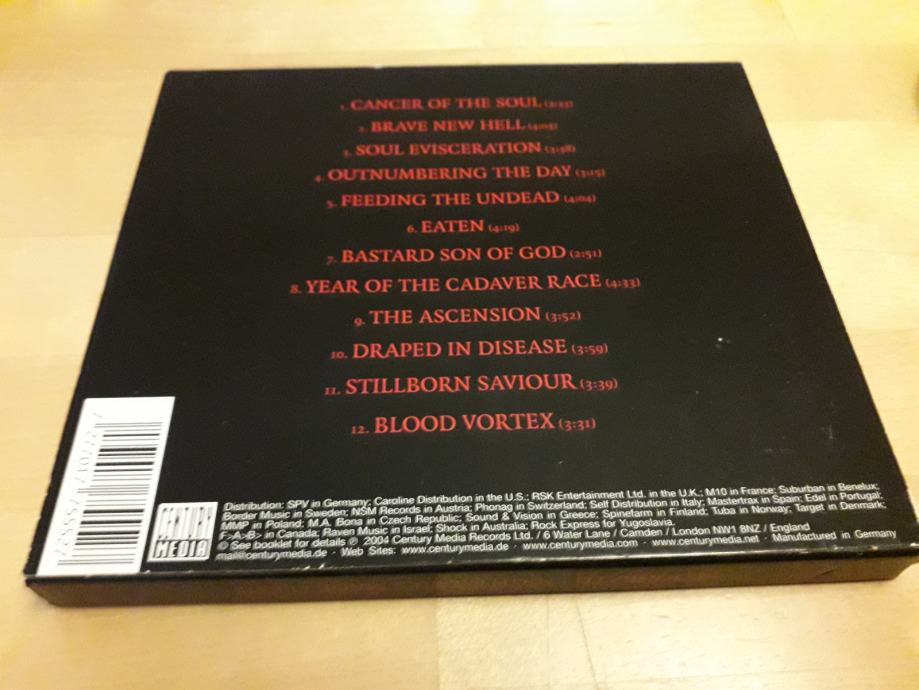 1. CANCER OF THE SOUL
2. BRAVE NEW HELL (4:03)
3. SOUL EVISCERATION (3:38)
4. OUTNUMBERING THE DAY (3:15)
5. FEEDING THE UNDEAD (4:04)
6. EATEN (4:19)
7. BASTARD SON OF GOD (2:51)
8. YEAR OF THE CADAVER RACE (4:33)
9. THE ASCENSION (3:52)
10. DRAPED IN DISEASE (3:59)
11. STILLBORN SAVIOUR (3:39)
12. BLOOD VORTEX (3:31)
CENTURY
MEDIA
Distribution: SPV in Germany; Caroline Distribution in the U.S.; RSK Entertainment Ltd. in the U.K.; M10 in France; Suburban in Benelux;
Border Music in Sweden; NSM Records in Austria; Phonag in Switzerland; Self Distribution in Italy; Mastertrax in Spain; Edel in Portugal;
MMP in Poland; M.A. Bona in Czech Republic; Sound & Vision in Greece; Spinefarm in Finland; Tuba in Norway; Target in Denmark;
F>A>B> in Canada; Raven Music in Israel; Shock in Australia; Rock Express for Yugoslavia.
© See booklet for details ℗ 2004 Century Media Records Ltd. / 6 Water Lane / Camden / London NW1 8NZ / England
mail@centurymedia.de · Web Sites: www.centurymedia.de · www.centurymedia.com · www.centurymedia.net · Manufactured in Germany